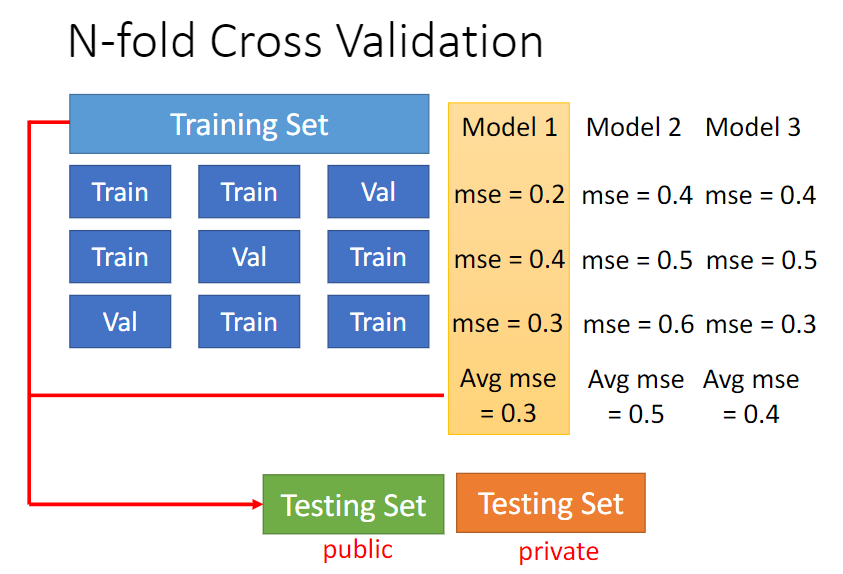 N-fold Cross Validation
Training Set
Model 1 Model 2 Model 3
Train Train Val
mse = 0.2 mse = 0.4 mse = 0.4
Train Val Train
mse = 0.4 mse = 0.5 mse = 0.5
Val Train Train
mse = 0.3 mse = 0.6 mse = 0.3
Avg mse Avg mse Avg mse
= 0.3 = 0.5 = 0.4
Testing Set Testing Set
public private